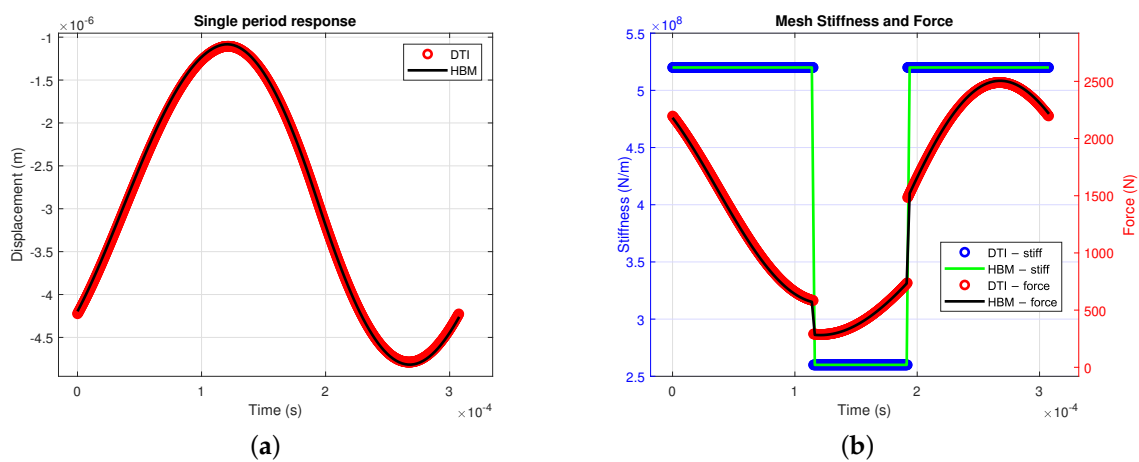 Single period response
×10⁻⁶
-1
-1.5
-2
-2.5
-3
-3.5
-4
-4.5
Displacement (m)
DTI
HBM
0
1
2
3
Time (s)
×10⁻⁴
(a)
Mesh Stiffness and Force
×10⁸
5.5
5
4.5
4
3.5
3
2.5
Stiffness (N/m)
2500
2000
1500
1000
500
0
Force (N)
DTI – stiff
HBM – stiff
DTI – force
HBM – force
0
1
2
3
Time (s)
×10⁻⁴
(b)